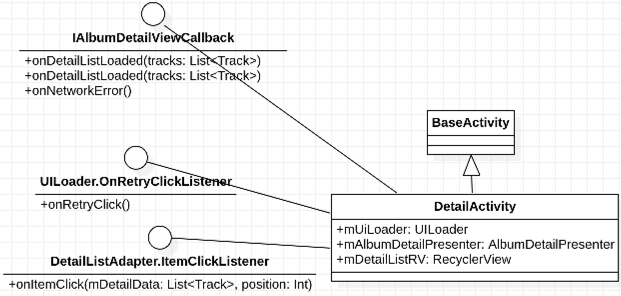 IAlbumDetailViewCallback
+onDetailListLoaded(tracks: List<Track>)
+onDetailListLoaded(tracks: List<Track>)
+onNetworkError()
BaseActivity
UILoader.OnRetryClickListener
+onRetryClick()
DetailActivity
+mUiLoader: UILoader
+mAlbumDetailPresenter: AlbumDetailPresenter
+mDetailListRV: RecyclerView
DetailListAdapter.ItemClickListener
+onItemClick(mDetailData: List<Track>, position: Int)